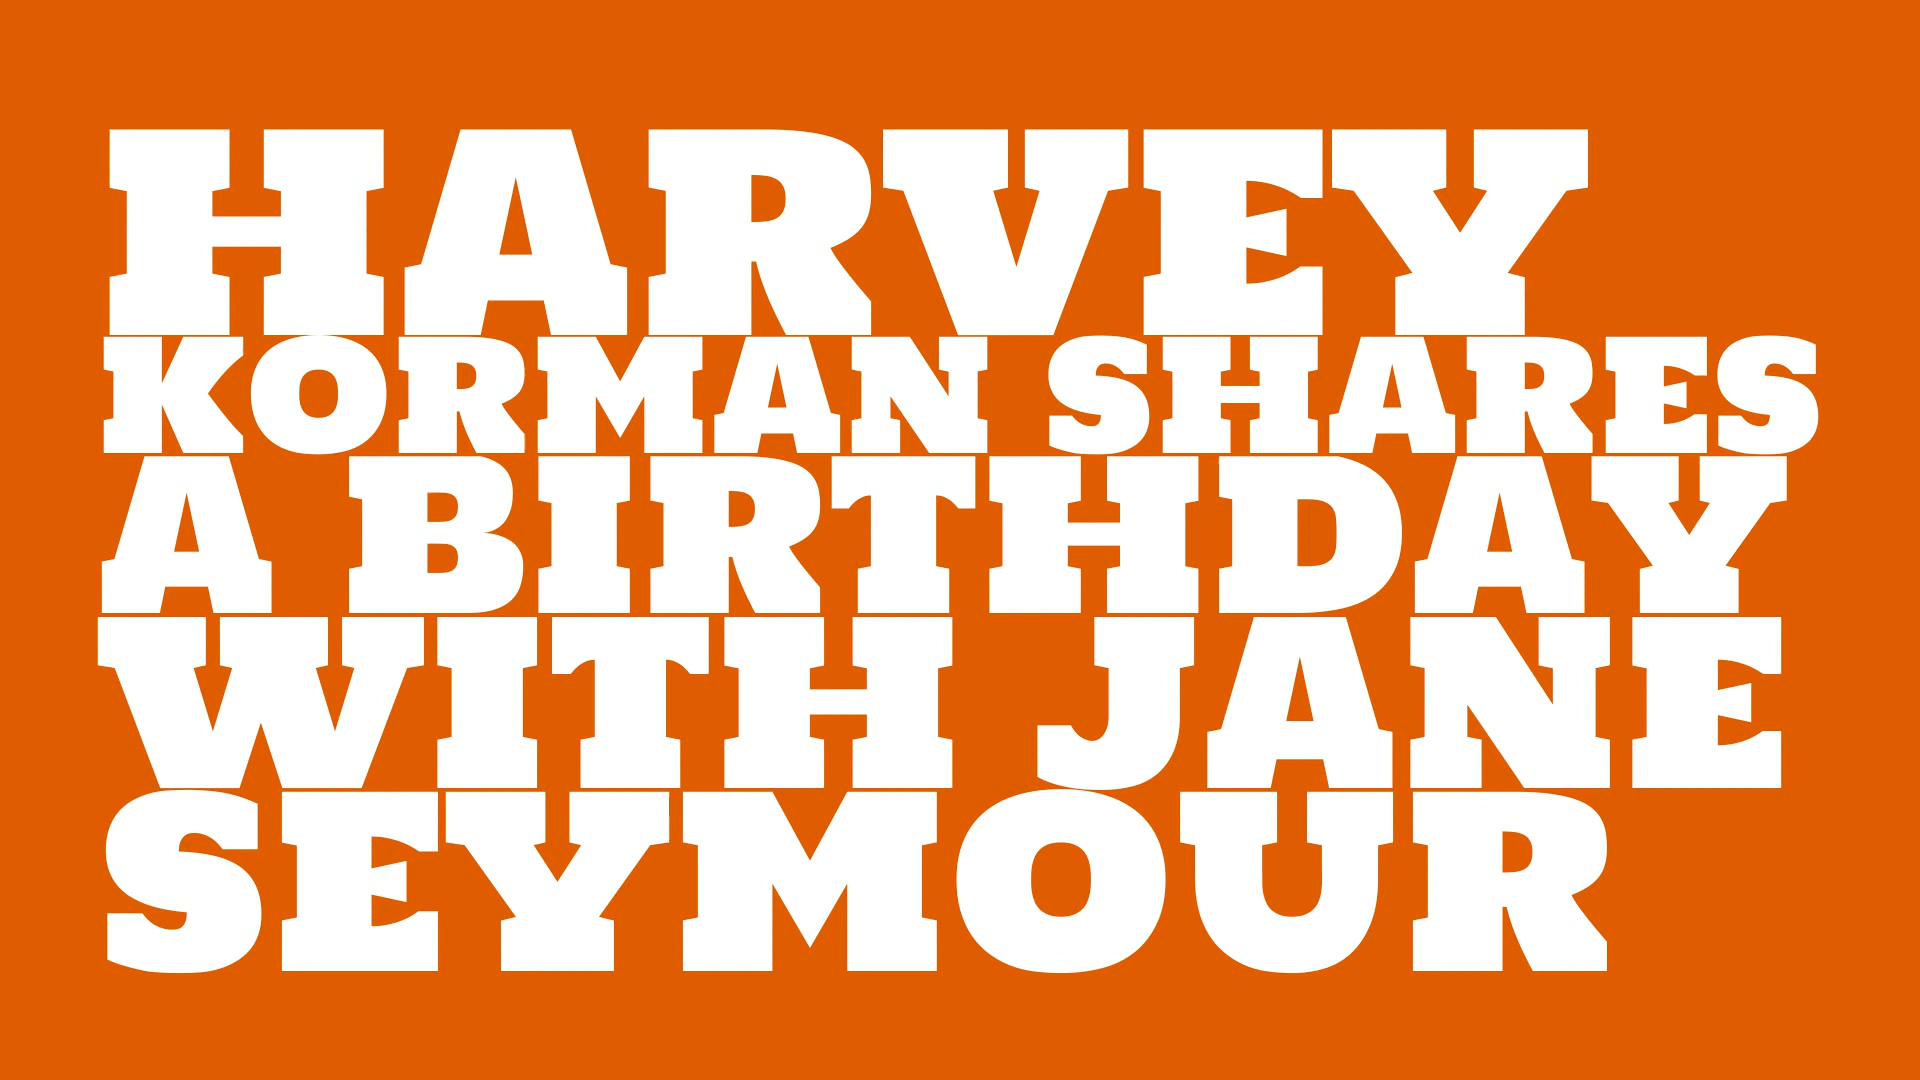 HARVEY
KORMAN SHARES
A BIRTHDAY
WITH JANE
SEYMOUR